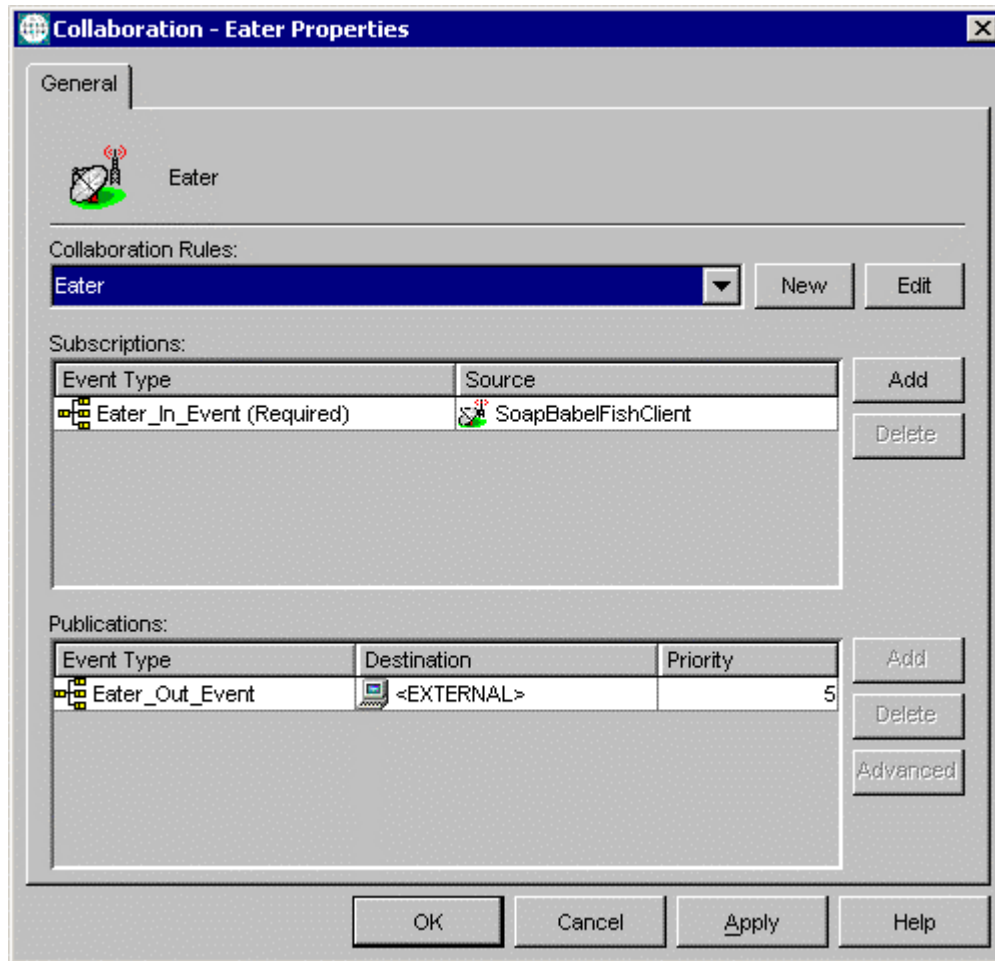 Collaboration - Eater Properties
General
Eater
Collaboration Rules:
Eater
New
Edit
Subscriptions:
Event Type
Source
Add
Eater_In_Event (Required)
SoapBabelFishClient
Delete
Publications:
Event Type
Destination
Priority
Add
Eater_Out_Event
<EXTERNAL>
5
Delete
Advanced
OK
Cancel
Apply
Help